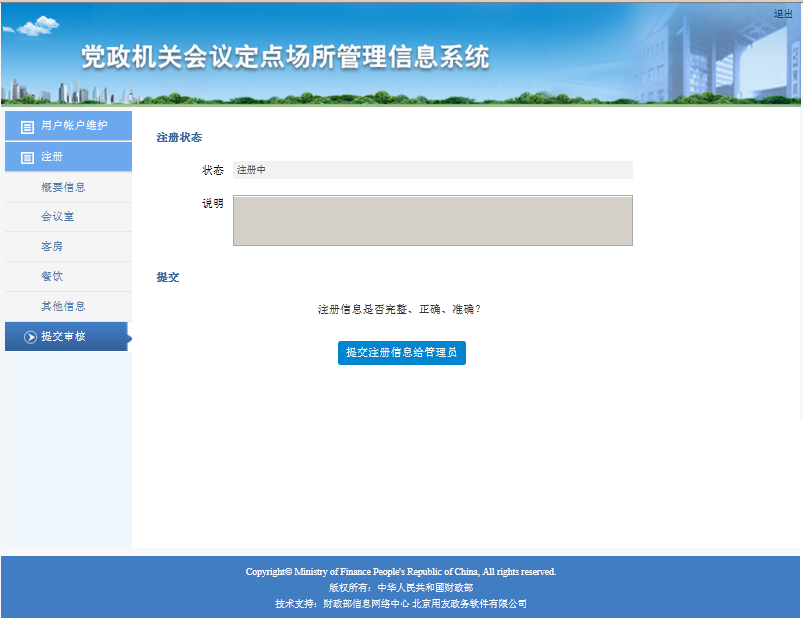 退出
党政机关会议定点场所管理信息系统
用户帐户维护
注册
概要信息
会议室
客房
餐饮
其他信息
提交审核
注册状态
状态 注册中
说明
提交
注册信息是否完整、正确、准确？
提交注册信息给管理员
Copyright© Ministry of Finance People's Republic of China, All rights reserved.
版权所有：中华人民共和国财政部
技术支持：财政部信息网络中心 北京用友政务软件有限公司